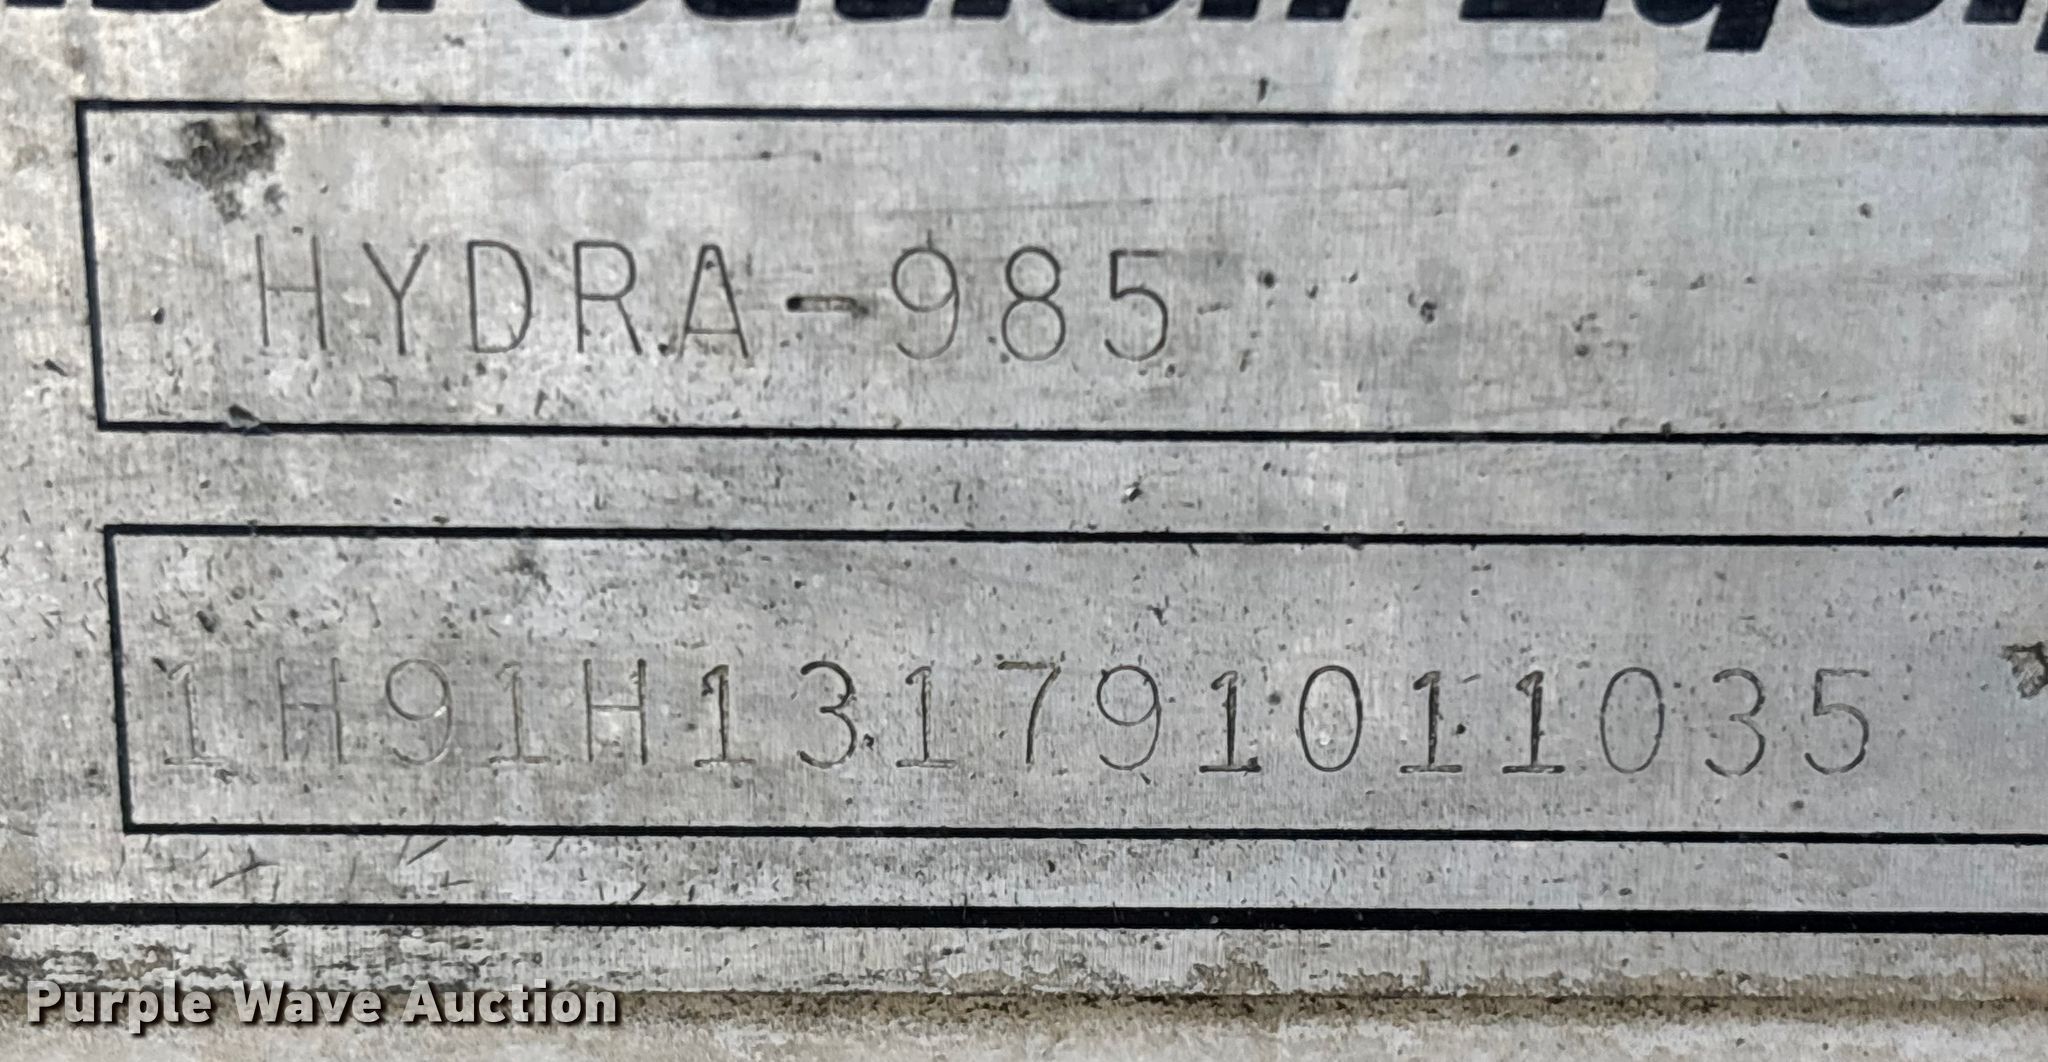 HYDRA-985
1H91H131791011035
Purple Wave Auction